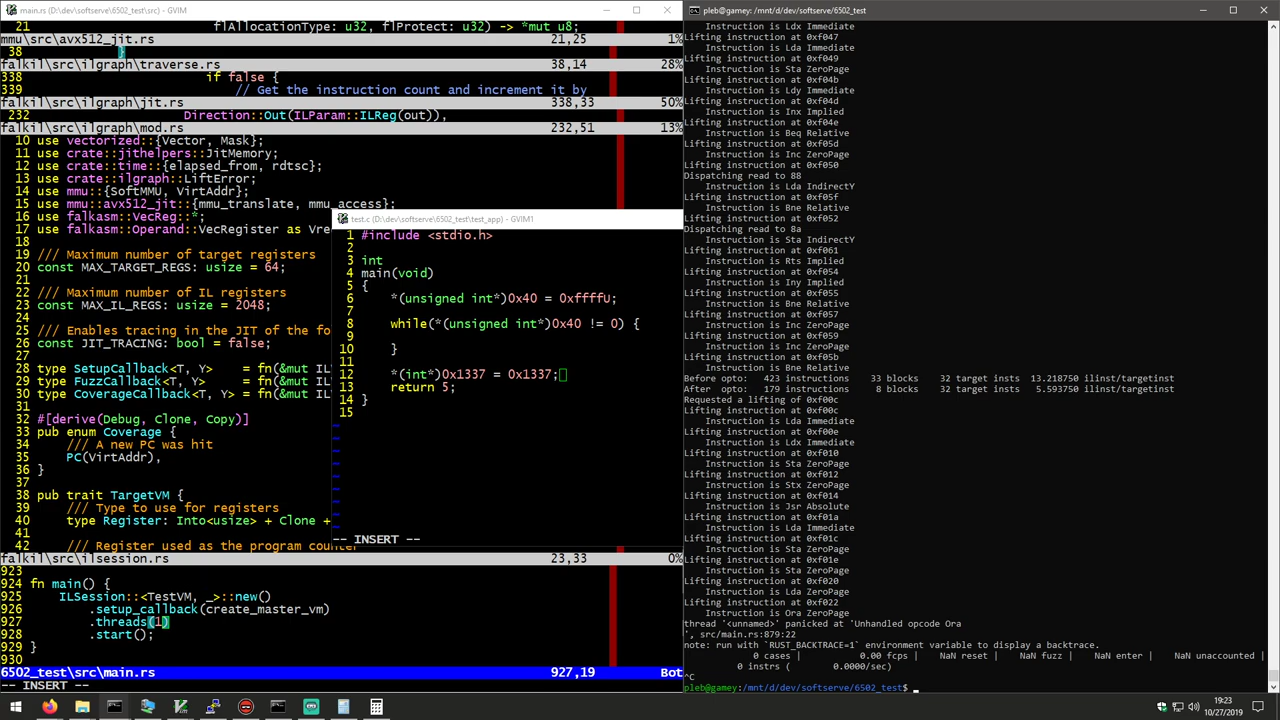 main.rs (D:\dev\softserve\6502_test\src) - GVIM
21 flAllocationType: u32, flProtect: u32) -> *mut u8;
mmu\src\avx512_jit.rs 21,25 1%
38 }
falkil\src\ilgraph\traverse.rs 38,14 28%
338 if false {
339 // Get the instruction count and increment it by
falkil\src\ilgraph\jit.rs 338,33 50%
232 Direction::Out(ILParam::ILReg(out)),
falkil\src\ilgraph\mod.rs 232,51 13%
10 use vectorized::{Vector, Mask};
11 use crate::jithelpers::JitMemory;
12 use crate::time::{elapsed_from, rdtsc};
13 use crate::ilgraph::LiftError;
14 use mmu::{SoftMMU, VirtAddr};
15 use mmu::avx512_jit::{mmu_translate, mmu_access};
16 use falkasm::VecReg::*;
17 use falkasm::Operand::VecRegister as Vre
18
19 /// Maximum number of target registers
20 const MAX_TARGET_REGS: usize = 64;
21
22 /// Maximum number of IL registers
23 const MAX_IL_REGS: usize = 2048;
24
25 /// Enables tracing in the JIT of the fo
26 const JIT_TRACING: bool = false;
27
28 type SetupCallback<T, Y> = fn(&mut IL
29 type FuzzCallback<T, Y> = fn(&mut IL
30 type CoverageCallback<T, Y> = fn(&mut IL
31
32 #[derive(Debug, Clone, Copy)]
33 pub enum Coverage {
34 /// A new PC was hit
35 PC(VirtAddr),
36 }
37
38 pub trait TargetVM {
39 /// Type to use for registers
40 type Register: Into<usize> + Clone +
41
42 /// Register used as the program counter
falkil\src\ilsession.rs 23,33 0%
923
924 fn main() {
925 ILSession::<TestVM, _>::new()
926 .setup_callback(create_master_vm)
927 .threads(1)
928 .start();
929 }
930
6502_test\src\main.rs 927,19 Bot
-- INSERT --
test.c (D:\dev\softserve\6502_test\test_app) - GVIM1
1 #include <stdio.h>
2
3 int
4 main(void)
5 {
6 *(unsigned int*)0x40 = 0xffffU;
7
8 while(*(unsigned int*)0x40 != 0) {
9
10 }
11
12 *(int*)0x1337 = 0x1337;
13 return 5;
14 }
15
~
~
~
~
~
~
~
~
~
-- INSERT --
pleb@gamey: /mnt/d/dev/softserve/6502_test
Instruction is Ldx Immediate
Lifting instruction at 0xf047
Instruction is Lda Immediate
Lifting instruction at 0xf049
Instruction is Sta ZeroPage
Lifting instruction at 0xf04b
Instruction is Ldy Immediate
Lifting instruction at 0xf04d
Instruction is Inx Implied
Lifting instruction at 0xf04e
Instruction is Beq Relative
Lifting instruction at 0xf05d
Instruction is Inc ZeroPage
Lifting instruction at 0xf050
Dispatching read to 88
Instruction is Lda IndirectY
Lifting instruction at 0xf05f
Instruction is Bne Relative
Lifting instruction at 0xf052
Dispatching read to 8a
Instruction is Sta IndirectY
Lifting instruction at 0xf061
Instruction is Rts Implied
Lifting instruction at 0xf054
Instruction is Iny Implied
Lifting instruction at 0xf055
Instruction is Bne Relative
Lifting instruction at 0xf057
Instruction is Inc ZeroPage
Lifting instruction at 0xf05b
Instruction is Bne Relative
Before opto: 423 instructions 33 blocks 32 target insts 13.218750 ilinst/targetinst
After opto: 179 instructions 8 blocks 32 target insts 5.593750 ilinst/targetinst
Requested a lifting of 0xf00c
Lifting instruction at 0xf00c
Instruction is Lda Immediate
Lifting instruction at 0xf00e
Instruction is Ldx Immediate
Lifting instruction at 0xf010
Instruction is Sta ZeroPage
Lifting instruction at 0xf012
Instruction is Stx ZeroPage
Lifting instruction at 0xf014
Instruction is Jsr Absolute
Lifting instruction at 0xf01a
Instruction is Lda Immediate
Lifting instruction at 0xf01c
Instruction is Sta ZeroPage
Lifting instruction at 0xf01e
Instruction is Sta ZeroPage
Lifting instruction at 0xf020
Instruction is Lda ZeroPage
Lifting instruction at 0xf022
Instruction is Ora ZeroPage
thread '<unnamed>' panicked at 'Unhandled opcode Ora
', src/main.rs:879:22
note: run with `RUST_BACKTRACE=1` environment variable to display a backtrace.
0 cases | 0.00 fcps | NaN reset | NaN fuzz | NaN enter | NaN unaccounted |
0 instrs ( 0.0000/sec)
^C
pleb@gamey:/mnt/d/dev/softserve/6502_test$
19:23
10/27/2019